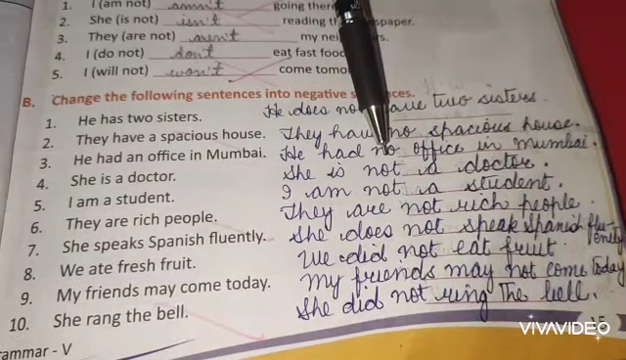 1. I (am not) amn't going there
2. She (is not) isn't reading newspaper.
3. They (are not) aren't my
4. I (do not) don't eat fast food
5. I (will not) won't come tomo
B. Change the following sentences into negative sentences.
1. He has two sisters. He does not have two sisters.
2. They have a spacious house. They have no spacious house.
3. He had an office in Mumbai. He had no office in Mumbai.
4. She is a doctor. She is not a doctor.
5. I am a student. I am not a student.
6. They are rich people. They are not rich people.
7. She speaks Spanish fluently. She does not speak Spanish fluently
8. We ate fresh fruit. We did not eat fruit.
9. My friends may come today. My friends may not come today
10. She rang the bell. She did not ring The bell.
ammar - V 15
VIVAVIDEO